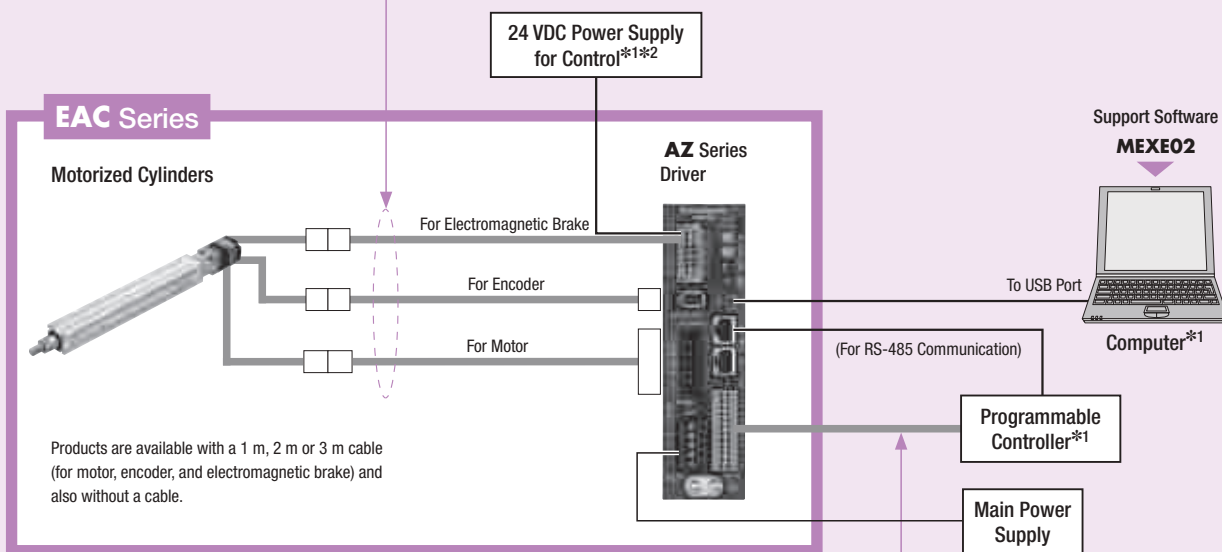 24 VDC Power Supply
for Control*1*2
EAC Series
Motorized Cylinders
AZ Series
Driver
Support Software
MEXE02
For Electromagnetic Brake
For Encoder
To USB Port
For Motor
(For RS-485 Communication)
Computer*1
Programmable
Controller*1
Products are available with a 1 m, 2 m or 3 m cable
(for motor, encoder, and electromagnetic brake) and
also without a cable.
Main Power
Supply